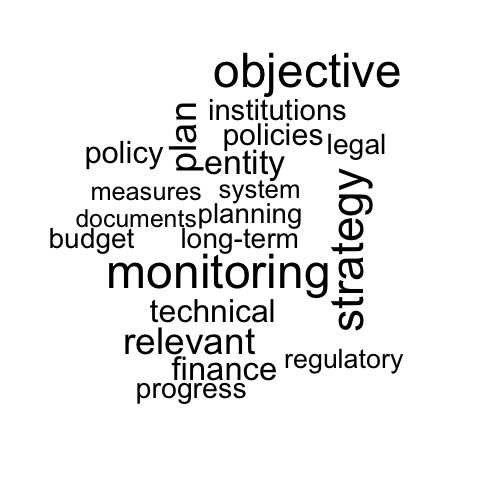 objective
institutions
plan
policies
legal
policy
entity
measures
system
strategy
documents
planning
budget
long-term
monitoring
technical
relevant
finance
regulatory
progress